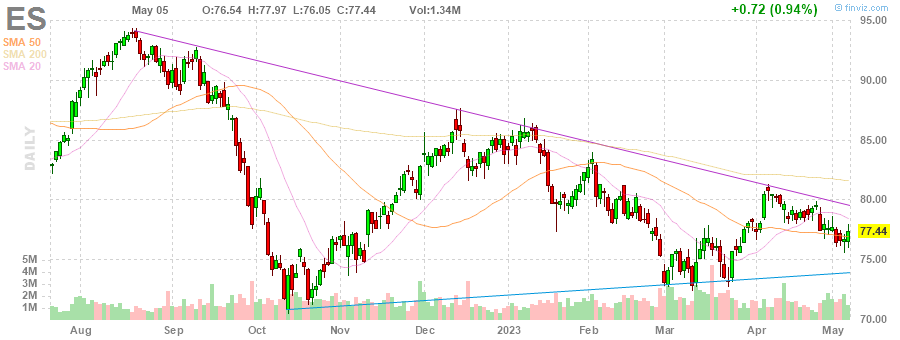 ES
May 05 O:76.54 H:77.97 L:76.05 C:77.44 Vol:1.34M +0.72 (0.94%) @ finviz.com
SMA 50
SMA 200
SMA 20
DAILY
95.00
90.00
85.00
80.00
77.44
75.00
70.00
5M
4M
3M
2M
1M
Aug Sep Oct Nov Dec 2023 Feb Mar Apr May